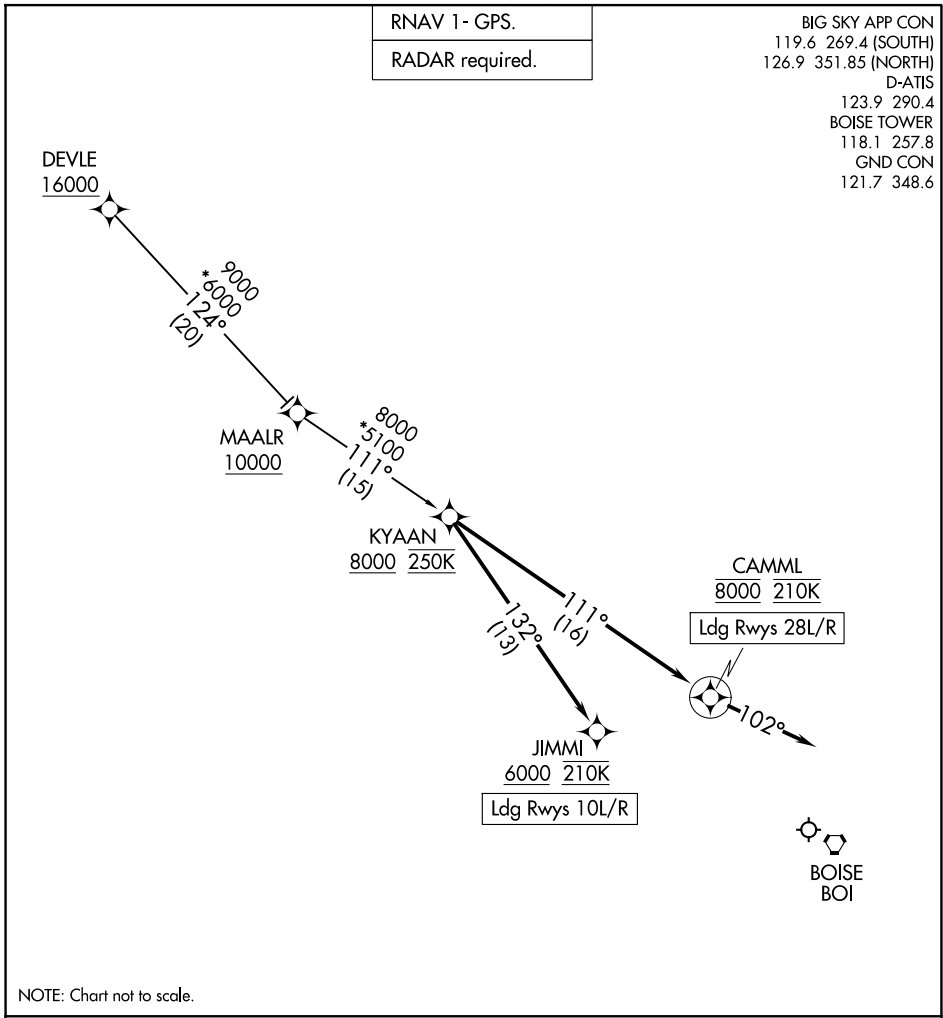 RNAV 1- GPS.
RADAR required.
BIG SKY APP CON
119.6 269.4 (SOUTH)
126.9 351.85 (NORTH)
D-ATIS
123.9 290.4
BOISE TOWER
118.1 257.8
GND CON
121.7 348.6
DEVLE
16000
9000
*6000
124°
(20)
MAALR
10000
8000
*5100
111°
(15)
KYAAN
8000 250K
111°
(16)
132°
(13)
CAMML
8000 210K
Ldg Rwys 28L/R
102°
JIMMI
6000 210K
Ldg Rwys 10L/R
BOISE
BOI
NOTE: Chart not to scale.